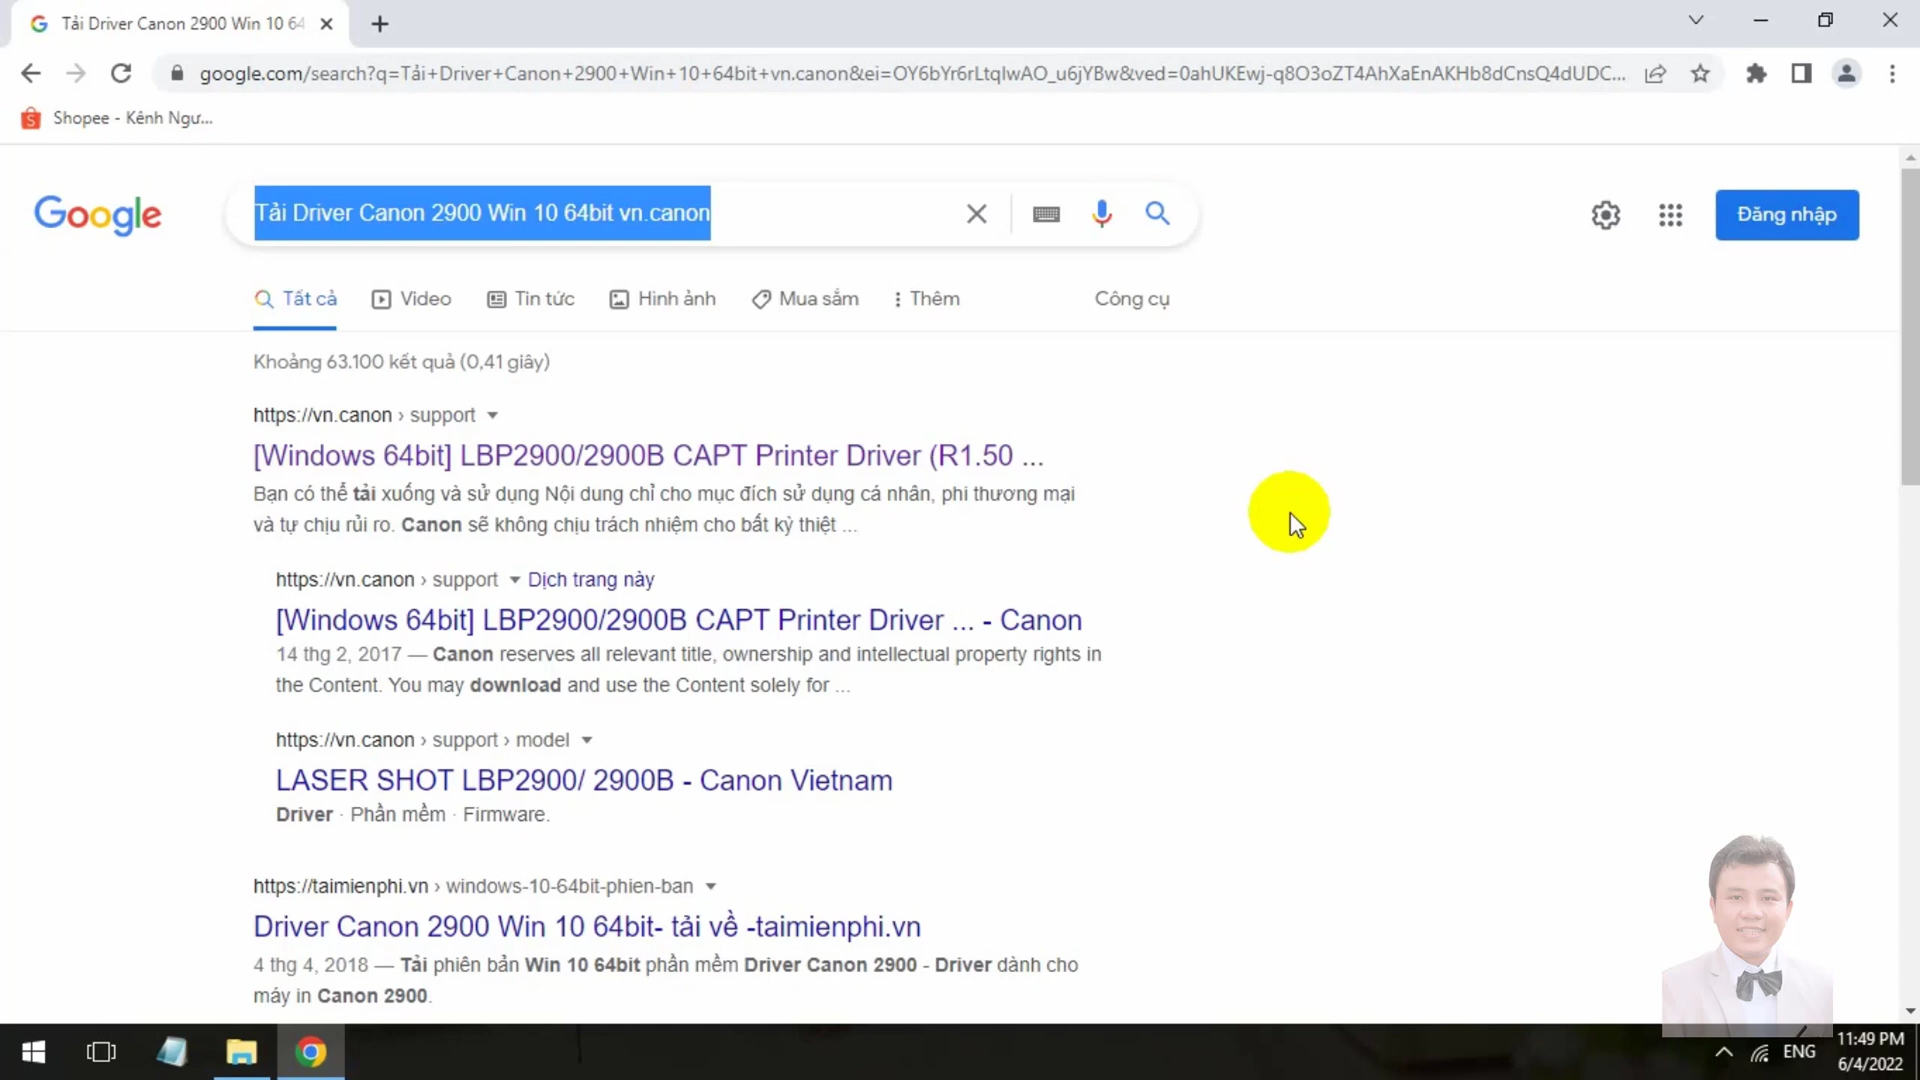 Tải Driver Canon 2900 Win 10 64
google.com/search?q=Tải+Driver+Canon+2900+Win+10+64bit+vn.canon&ei=OY6bYr6rLtqIwAO_u6jYBw&ved=0ahUKEwj-q8O3oZT4AhXaEnAKHb8dCnsQ4dUDC...
Shopee - Kênh Ngư...
Google
Tải Driver Canon 2900 Win 10 64bit vn.canon
Đăng nhập
Tất cả Video Tin tức Hình ảnh Mua sắm Thêm Công cụ
Khoảng 63.100 kết quả (0,41 giây)
https://vn.canon › support
[Windows 64bit] LBP2900/2900B CAPT Printer Driver (R1.50 ...
Bạn có thể tải xuống và sử dụng Nội dung chỉ cho mục đích sử dụng cá nhân, phi thương mại
và tự chịu rủi ro. Canon sẽ không chịu trách nhiệm cho bất kỳ thiệt ...
https://vn.canon › support Dịch trang này
[Windows 64bit] LBP2900/2900B CAPT Printer Driver ... - Canon
14 thg 2, 2017 — Canon reserves all relevant title, ownership and intellectual property rights in
the Content. You may download and use the Content solely for ...
https://vn.canon › support › model
LASER SHOT LBP2900/ 2900B - Canon Vietnam
Driver · Phần mềm · Firmware.
https://taimienphi.vn › windows-10-64bit-phien-ban
Driver Canon 2900 Win 10 64bit- tải về -taimienphi.vn
4 thg 4, 2018 — Tải phiên bản Win 10 64bit phần mềm Driver Canon 2900 - Driver dành cho
máy in Canon 2900.
ENG
11:49 PM
6/4/2022